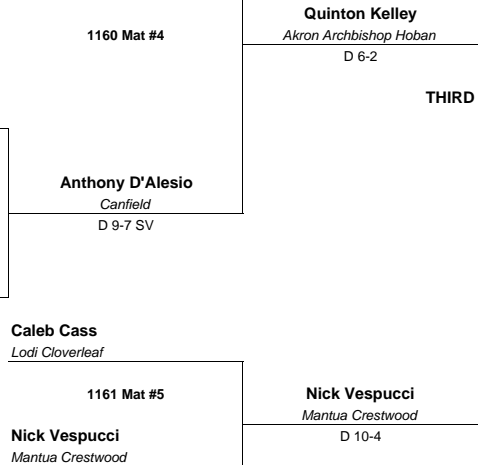 Quinton Kelley
1160 Mat #4
Akron Archbishop Hoban
D 6-2
THIRD
Anthony D'Alesio
Canfield
D 9-7 SV
Caleb Cass
Lodi Cloverleaf
1161 Mat #5
Nick Vespucci
Mantua Crestwood
D 10-4
Nick Vespucci
Mantua Crestwood